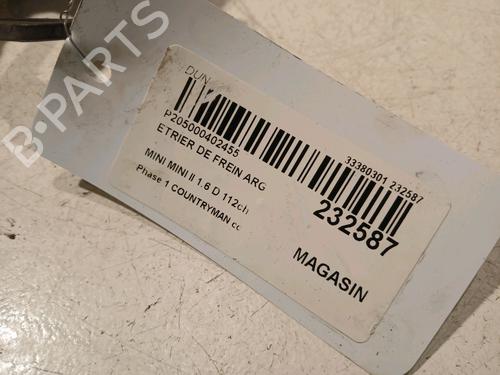 DUN
P205000402455
ETRIER DE FREIN ARG
MINI MINI II 1.6 D 112ch
Phase 1 COUNTRYMAN cc
33380301 232587
232587
MAGASIN
B-PARTS